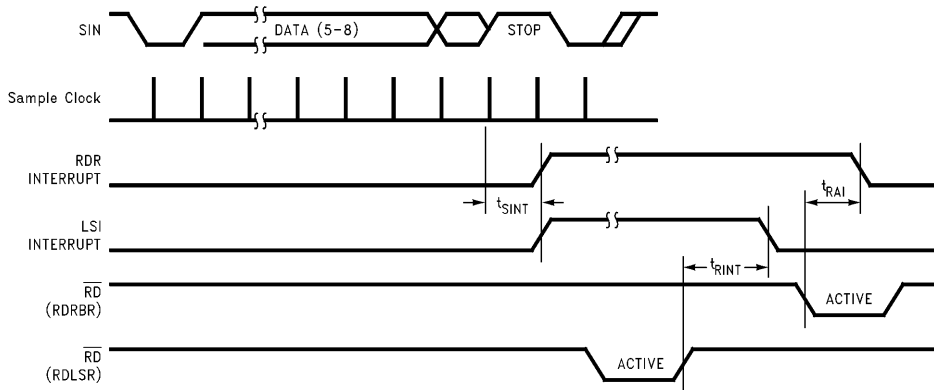 SIN
DATA (5-8)
STOP
Sample Clock
RDR
INTERRUPT
tSINT
tRAI
LSI
INTERRUPT
tRINT
RD
(RDRBR)
ACTIVE
RD
(RDLSR)
ACTIVE